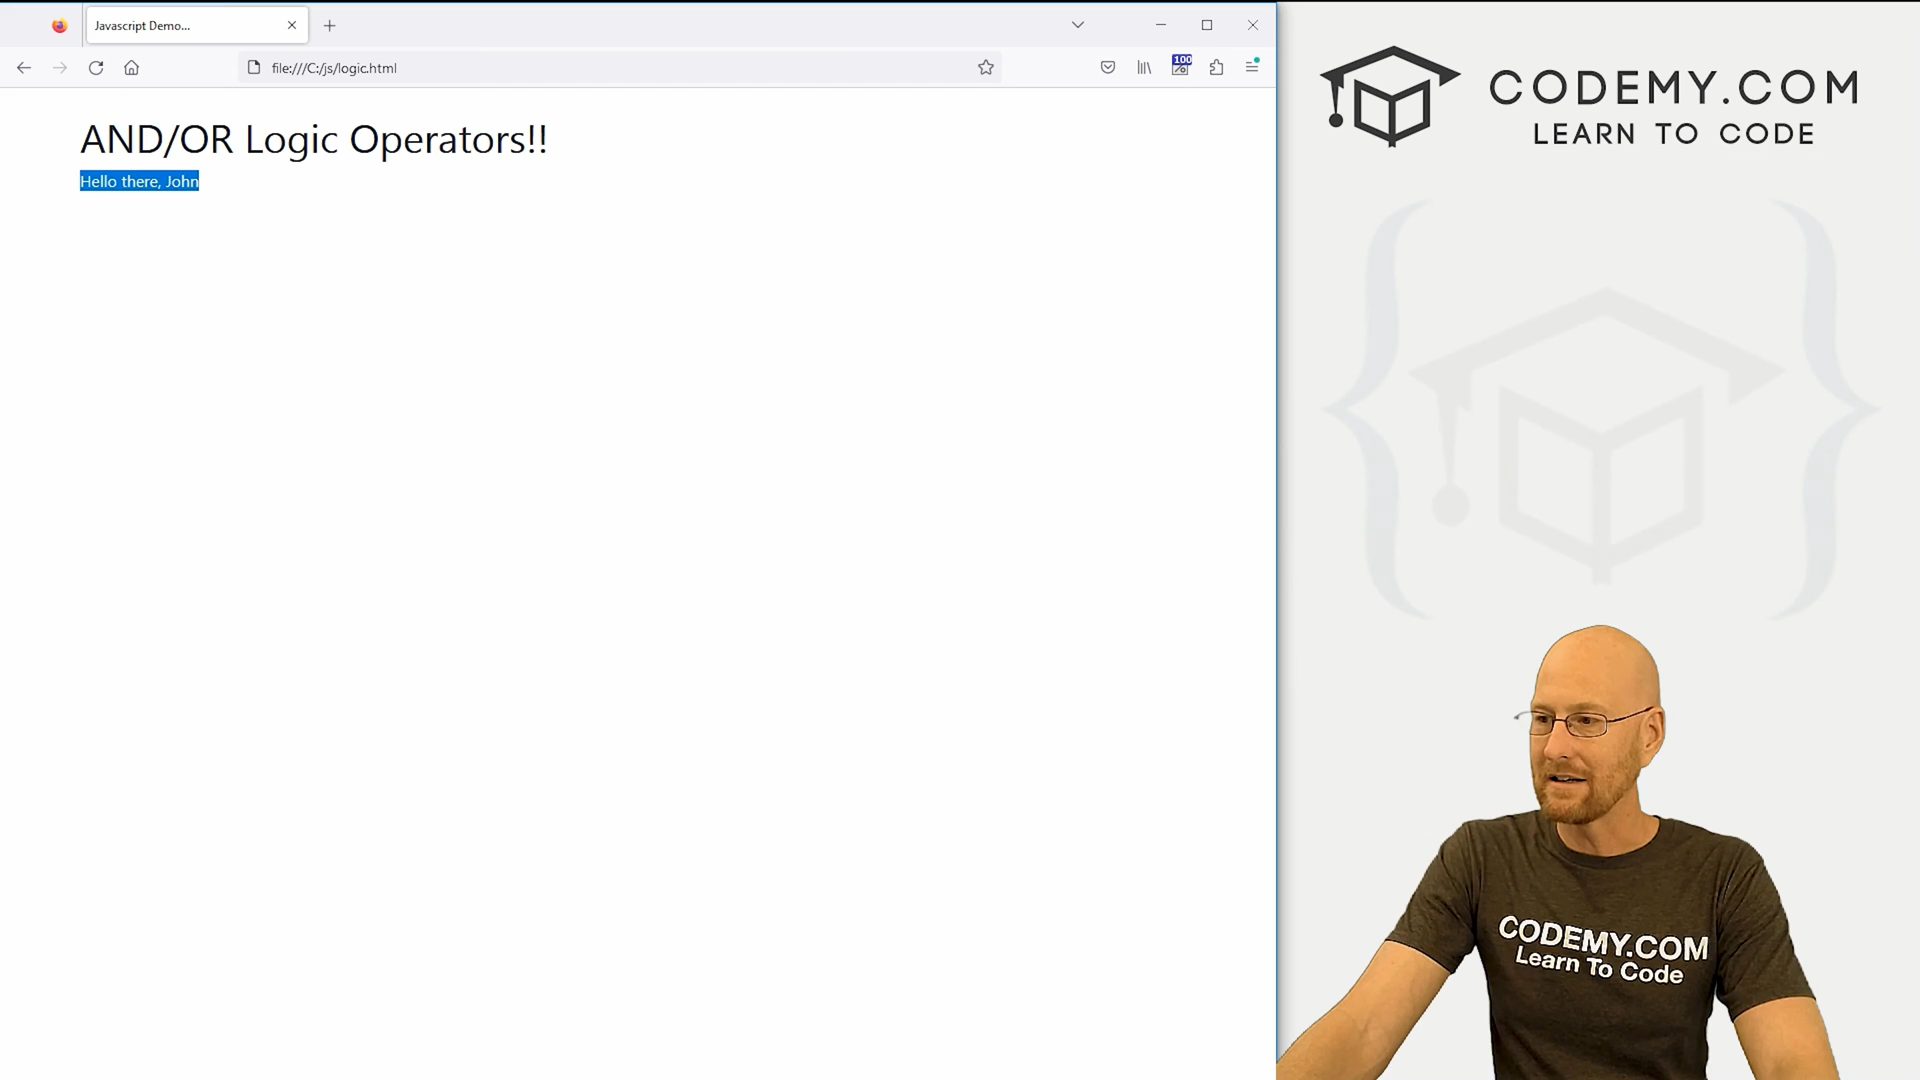 Javascript Demo...
file:///C:/js/logic.html
100
AND/OR Logic Operators!!
Hello there, John
CODEMY.COM
LEARN TO CODE
CODEMY.COM
Learn To Code